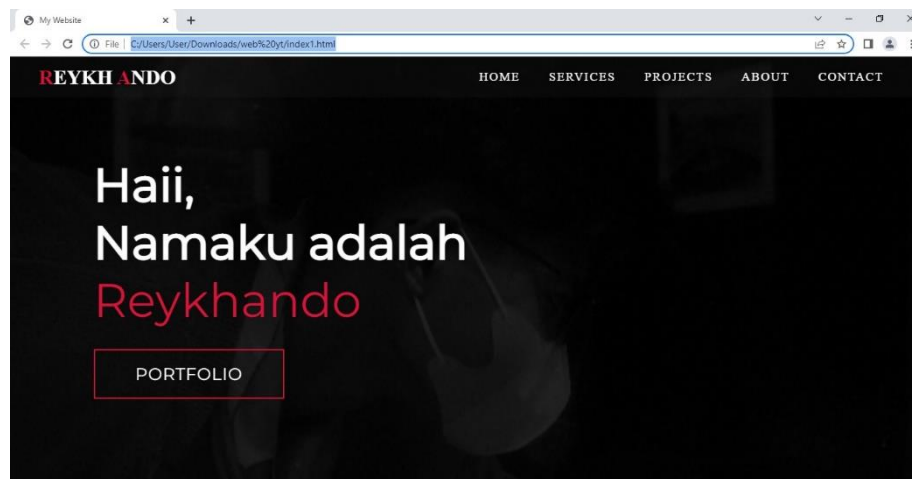 My Website
File C:/Users/User/Downloads/web%20yt/index1.html
REYKH ANDO HOME SERVICES PROJECTS ABOUT CONTACT
Haii,
Namaku adalah
Reykhando
PORTFOLIO